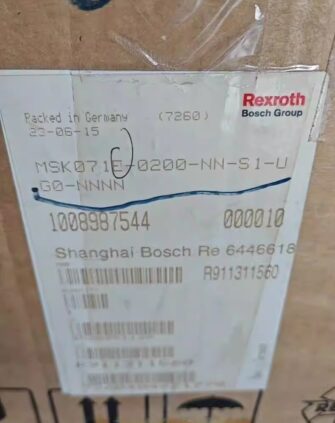 Rexroth
Bosch Group
Packed in Germany (7260)
23-06-15
MSK071E-0200-NN-S1-U
G0-NNNN
1008987544 000010
Shanghai Bosch Re 6446618
R911311560